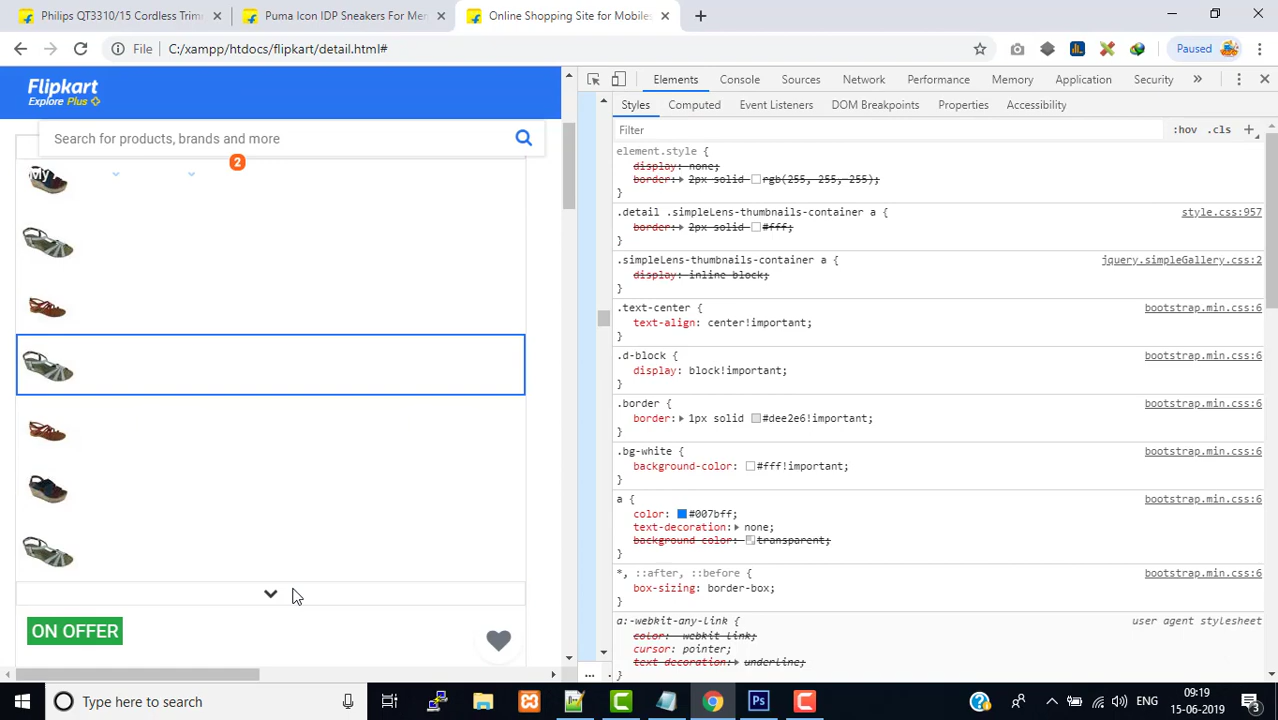 Philips QT3310/15 Cordless Trim
Puma Icon IDP Sneakers For Men
Online Shopping Site for Mobiles
Paused
File
C:/xampp/htdocs/flipkart/detail.html#
Flipkart
Explore Plus
Search for products, brands and more
My
2
ON OFFER
Elements
Console
Sources
Network
Performance
Memory
Application
Security
»
Styles
Computed
Event Listeners
DOM Breakpoints
Properties
Accessibility
Filter
:hov .cls +
element.style {
display: none;
border: 2px solid rgb(255, 255, 255);
}
.detail .simpleLens-thumbnails-container a {
style.css:957
border: 2px solid #fff;
}
.simpleLens-thumbnails-container a {
jquery.simpleGallery.css:2
display: inline-block;
}
.text-center {
bootstrap.min.css:6
text-align: center!important;
}
.d-block {
bootstrap.min.css:6
display: block!important;
}
.border {
bootstrap.min.css:6
border: 1px solid #dee2e6!important;
}
.bg-white {
bootstrap.min.css:6
background-color: #fff!important;
}
a {
bootstrap.min.css:6
color: #007bff;
text-decoration: none;
background-color: transparent;
}
*, ::after, ::before {
bootstrap.min.css:6
box-sizing: border-box;
}
a:-webkit-any-link {
user agent stylesheet
color: -webkit-link;
cursor: pointer;
text-decoration: underline;
}
...
Type here to search
ENG
09:19
15-06-2019
3